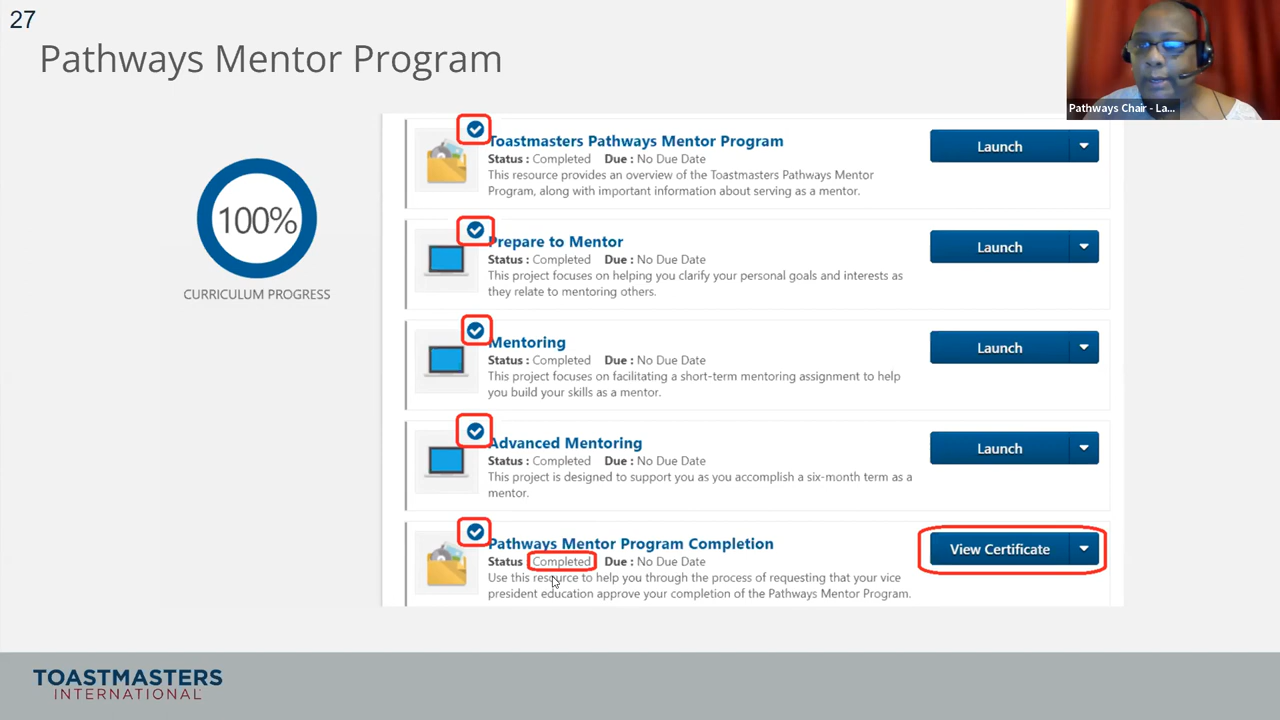 27
Pathways Mentor Program
Pathways Chair - La...
100%
CURRICULUM PROGRESS
Toastmasters Pathways Mentor Program
Status : Completed Due : No Due Date
This resource provides an overview of the Toastmasters Pathways Mentor
Program, along with important information about serving as a mentor.
Launch
Prepare to Mentor
Status : Completed Due : No Due Date
This project focuses on helping you clarify your personal goals and interests as
they relate to mentoring others.
Launch
Mentoring
Status : Completed Due : No Due Date
This project focuses on facilitating a short-term mentoring assignment to help
you build your skills as a mentor.
Launch
Advanced Mentoring
Status : Completed Due : No Due Date
This project is designed to support you as you accomplish a six-month term as a
mentor.
Launch
Pathways Mentor Program Completion
Status : Completed Due : No Due Date
Use this resource to help you through the process of requesting that your vice
president education approve your completion of the Pathways Mentor Program.
View Certificate
TOASTMASTERS
INTERNATIONAL